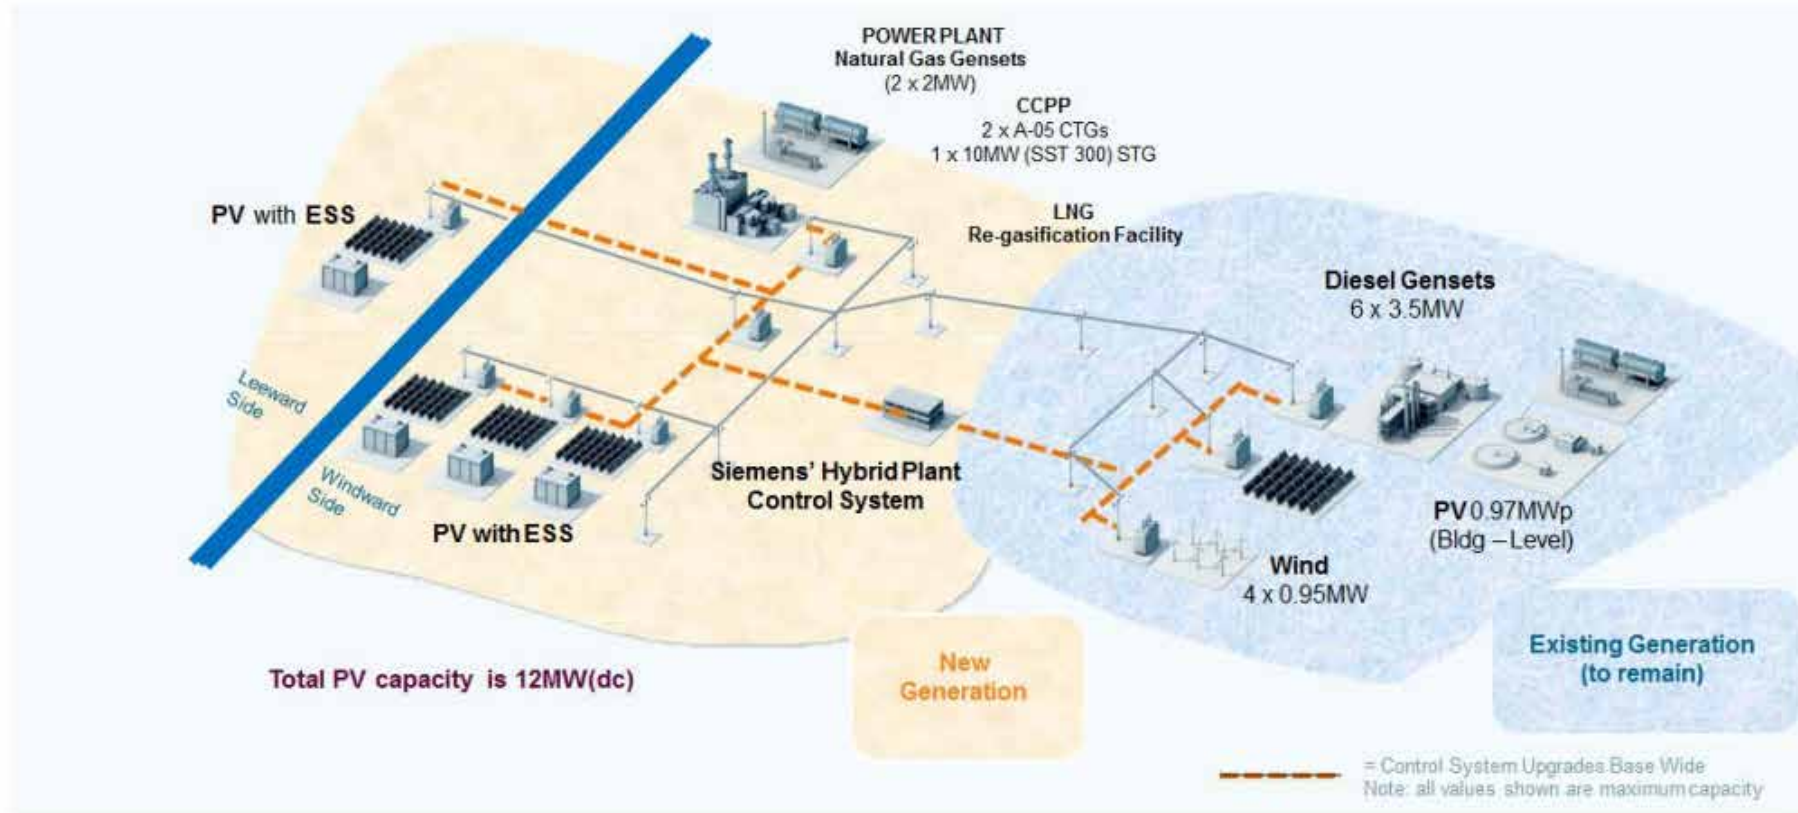 POWER PLANT
Natural Gas Gensets
(2 x 2MW)
CCPP
2 x A-05 CTGs
1 x 10MW (SST 300) STG
PV with ESS
LNG
Re-gasification Facility
Diesel Gensets
6 x 3.5MW
Leeward
Side
Windward
Side
Siemens' Hybrid Plant
Control System
PV with ESS
PV 0.97MWp
(Bldg – Level)
Wind
4 x 0.95MW
Total PV capacity is 12MW(dc)
New
Generation
Existing Generation
(to remain)
= Control System Upgrades Base Wide
Note: all values shown are maximum capacity